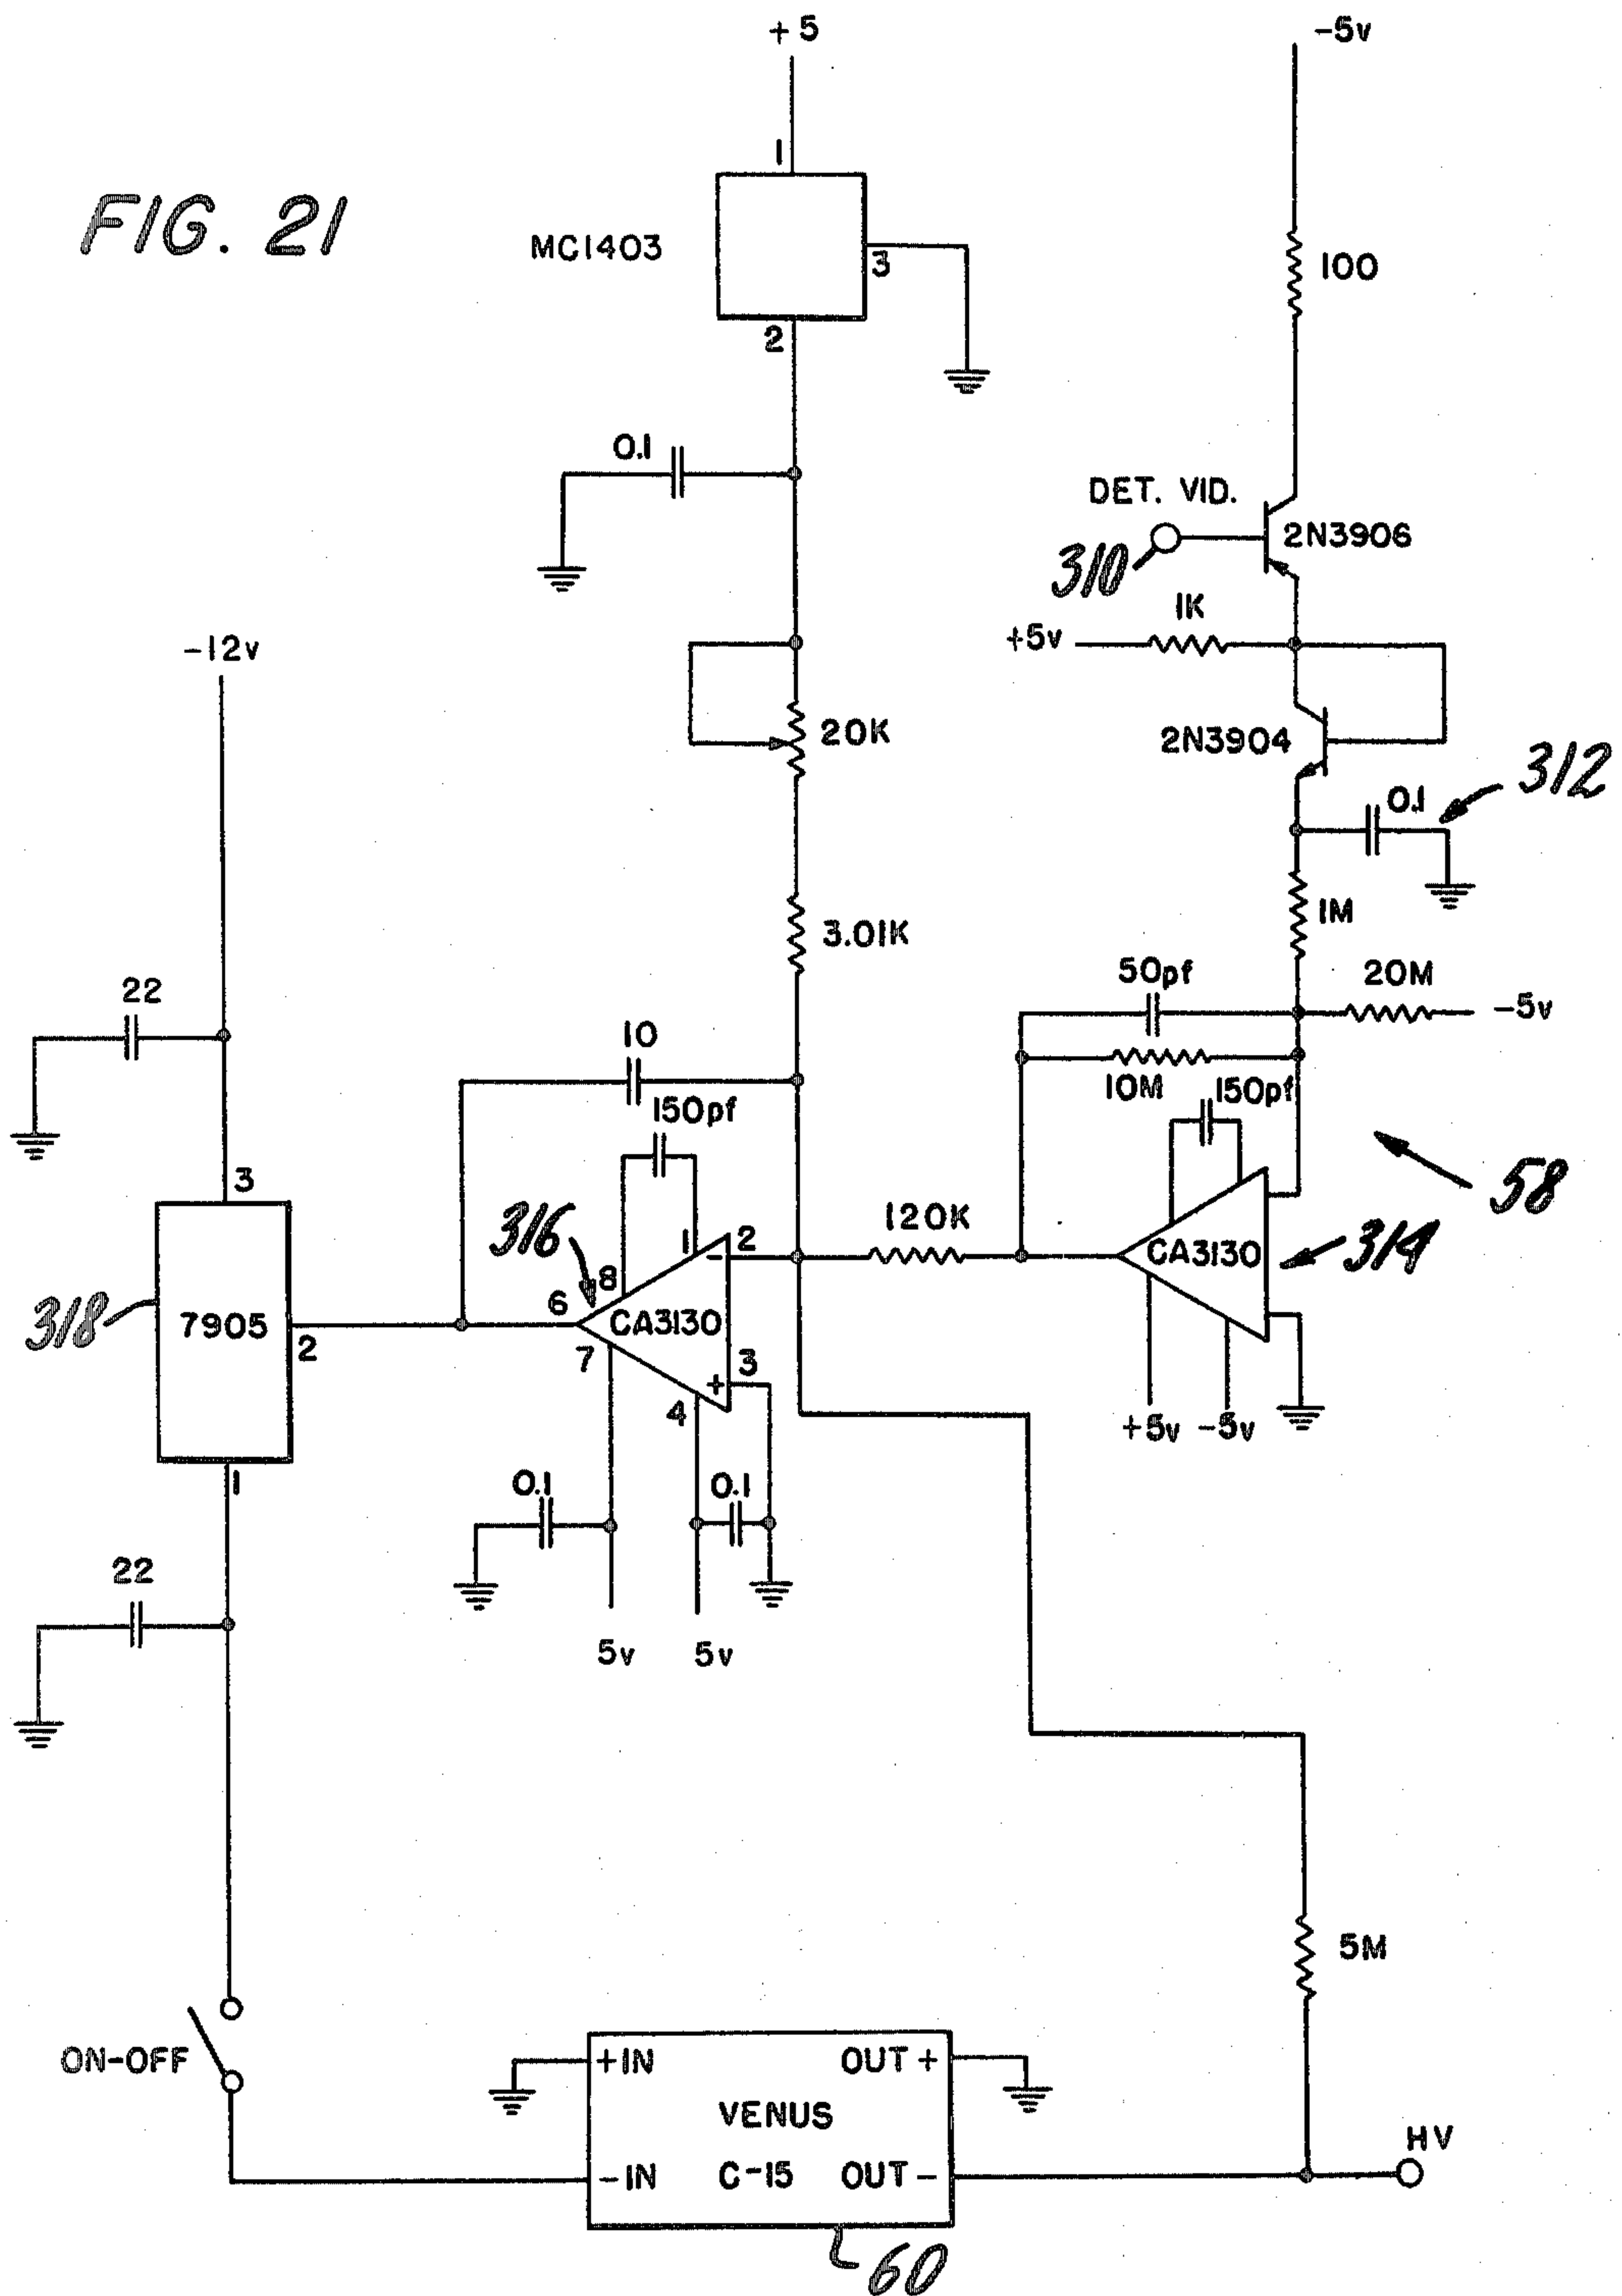 +5
-5v
FIG. 21
1
MC1403
3
2
100
0.1
DET. VID.
310
2N3906
1K
+5v
-12v
20K
2N3904
312
0.1
3.01K
1M
22
50pf
20M
-5v
10
10M
150pf
150pf
58
3
316
1
2
120K
8
6
CA3130
CA3130
314
318
7905
2
7
3
+
-
4
+5v -5v
1
0.1
0.1
22
5v
5v
5M
ON-OFF
+IN
OUT +
VENUS
HV
-IN
C-15
OUT-
60